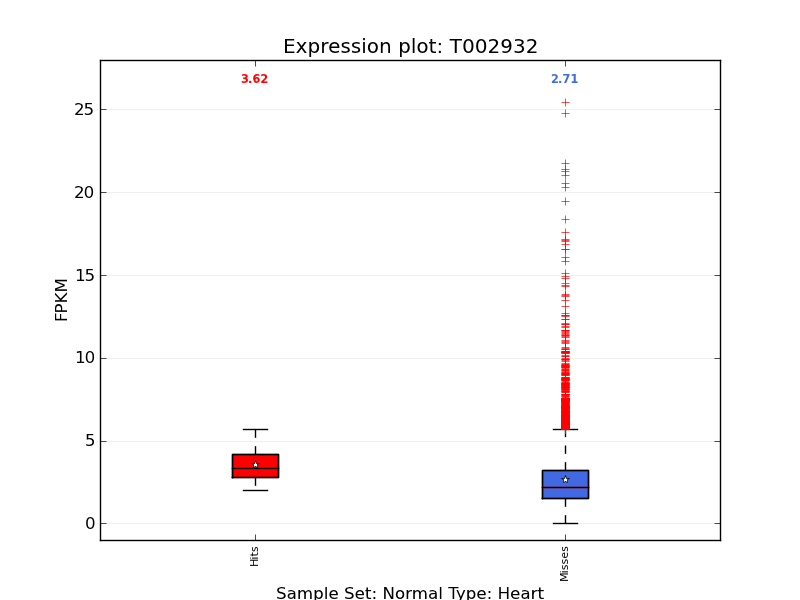 Expression plot: T002932
3.62
2.71
25
20
15
10
5
0
FPKM
Hits
Misses
Sample Set: Normal Type: Heart